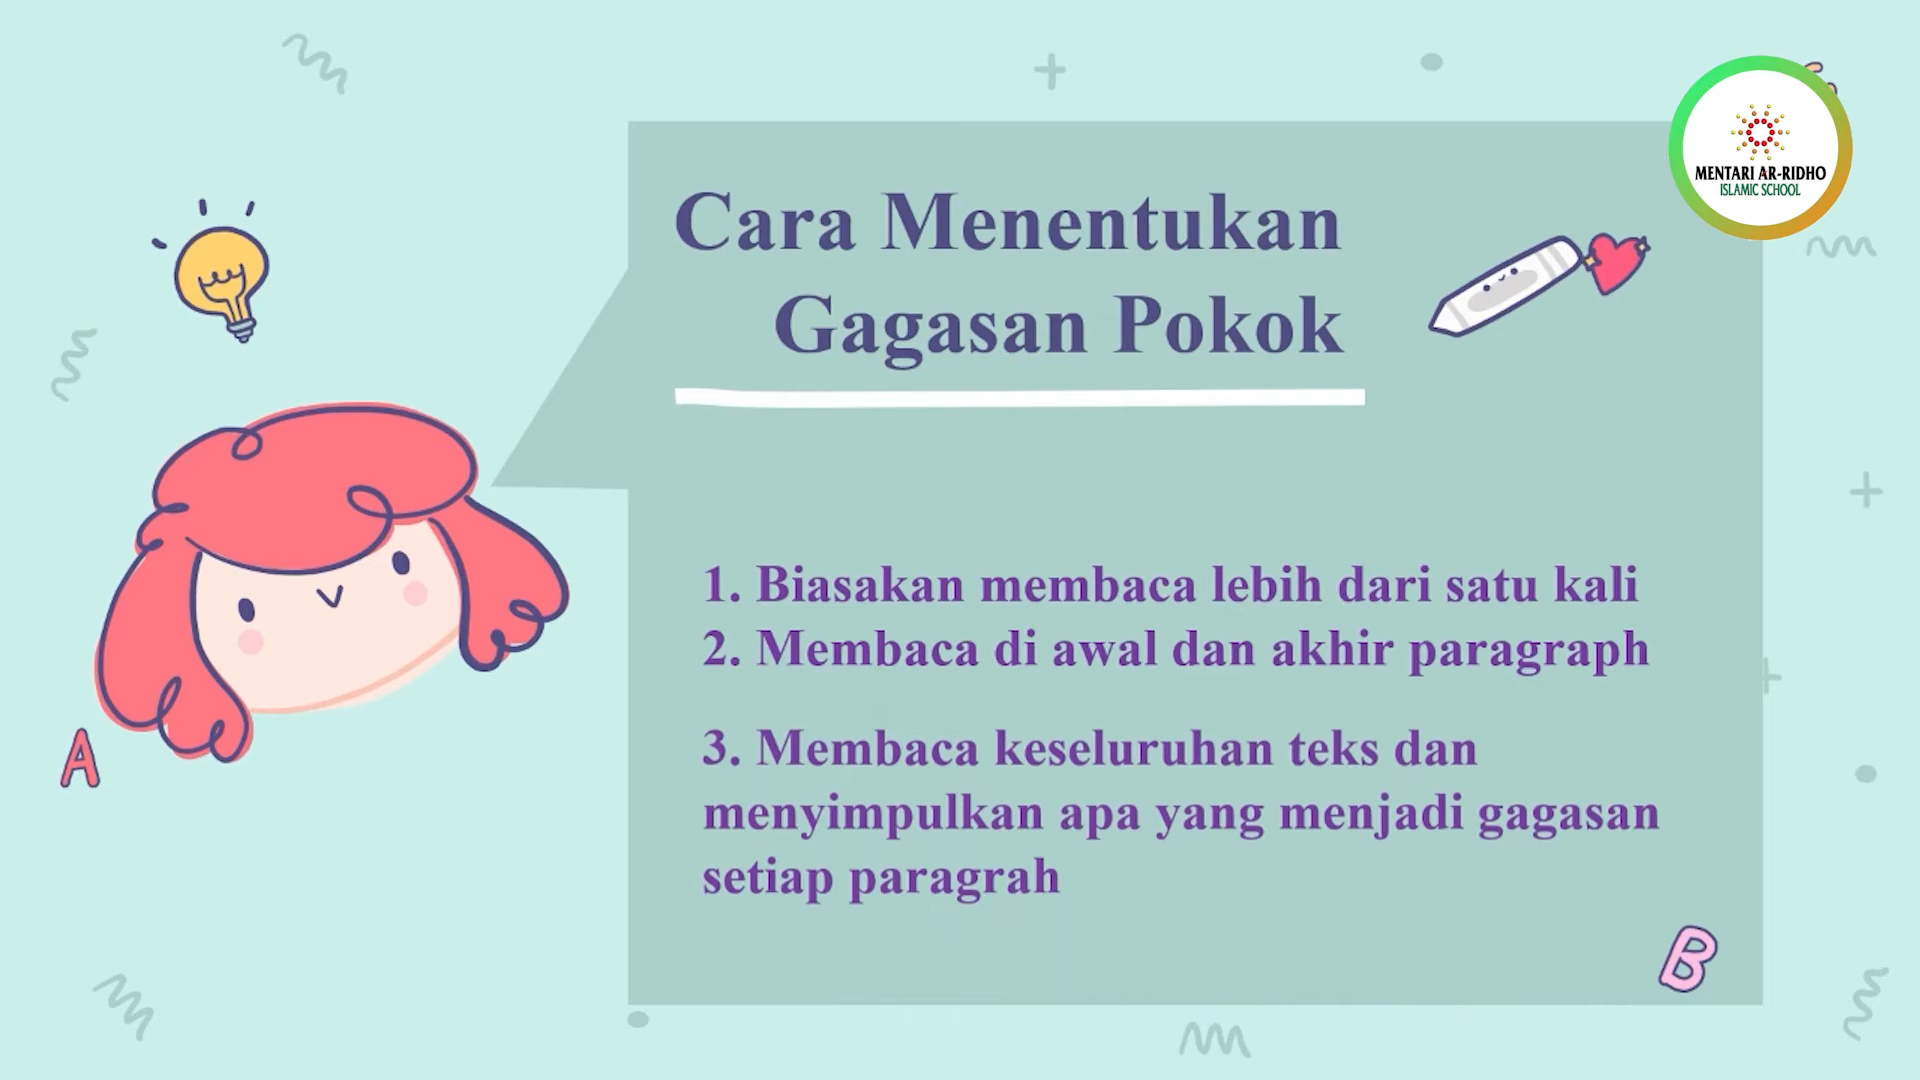 MENTARI AR-RIDHO
ISLAMIC SCHOOL
Cara Menentukan
Gagasan Pokok
1. Biasakan membaca lebih dari satu kali
2. Membaca di awal dan akhir paragraph
3. Membaca keseluruhan teks dan
menyimpulkan apa yang menjadi gagasan
setiap paragrah
A
B